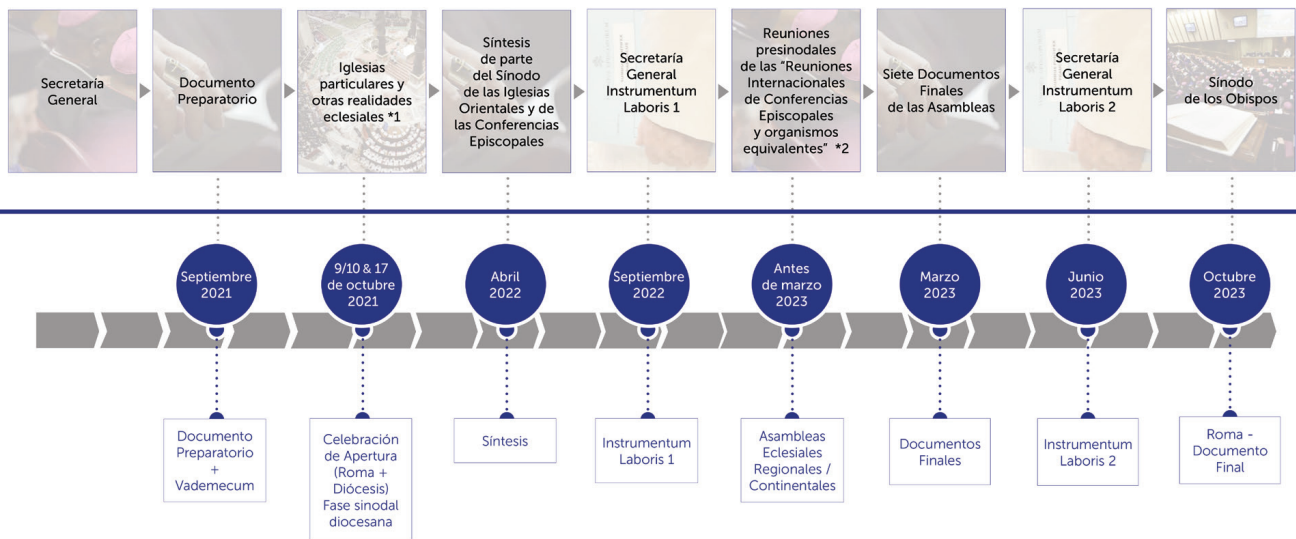 Secretaría
General
Documento
Preparatorio
Iglesias
particulares y
otras realidades
eclesiales *1
Síntesis
de parte
del Sínodo
de las Iglesias
Orientales y de
las Conferencias
Episcopales
Secretaría
General
Instrumentum
Laboris 1
Reuniones
presinodales
de las “Reuniones
Internacionales
de Conferencias
Episcopales
y organismos
equivalentes” *2
Siete Documentos
Finales
de las Asambleas
Secretaría
General
Instrumentum
Laboris 2
Sínodo
de los Obispos
Septiembre
2021
9/10 & 17
de octubre
2021
Abril
2022
Septiembre
2022
Antes
de marzo
2023
Marzo
2023
Junio
2023
Octubre
2023
Documento
Preparatorio
+
Vademecum
Celebración
de Apertura
(Roma +
Diócesis)
Fase sinodal
diocesana
Síntesis
Instrumentum
Laboris 1
Asambleas
Eclesiales
Regionales /
Continentales
Documentos
Finales
Instrumentum
Laboris 2
Roma -
Documento
Final